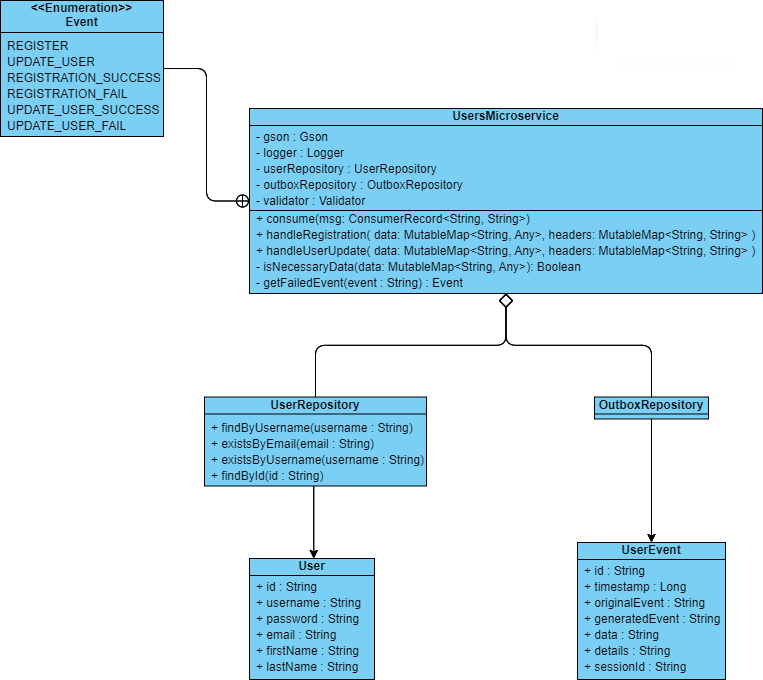 <<Enumeration>>
Event
REGISTER
UPDATE_USER
REGISTRATION_SUCCESS
REGISTRATION_FAIL
UPDATE_USER_SUCCESS
UPDATE_USER_FAIL
UsersMicroservice
- gson : Gson
- logger : Logger
- userRepository : UserRepository
- outboxRepository : OutboxRepository
- validator : Validator
+ consume(msg: ConsumerRecord<String, String>)
+ handleRegistration( data: MutableMap<String, Any>, headers: MutableMap<String, String> )
+ handleUserUpdate( data: MutableMap<String, Any>, headers: MutableMap<String, String> )
- isNecessaryData(data: MutableMap<String, Any>): Boolean
- getFailedEvent(event : String) : Event
UserRepository
+ findByUsername(username : String)
+ existsByEmail(email : String)
+ existsByUsername(username : String)
+ findById(id : String)
OutboxRepository
User
+ id : String
+ username : String
+ password : String
+ email : String
+ firstName : String
+ lastName : String
UserEvent
+ id : String
+ timestamp : Long
+ originalEvent : String
+ generatedEvent : String
+ data : String
+ details : String
+ sessionId : String